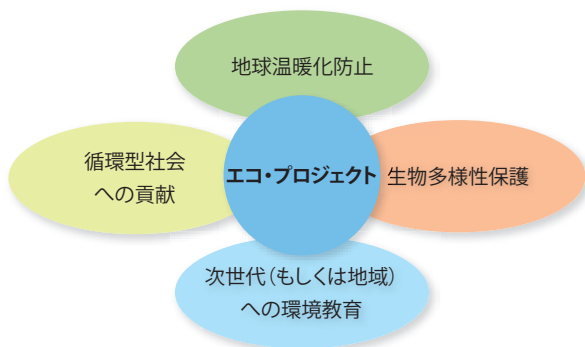 地球温暖化防止
循環型社会
への貢献
エコ・プロジェクト
生物多様性保護
次世代（もしくは地域）
への環境教育